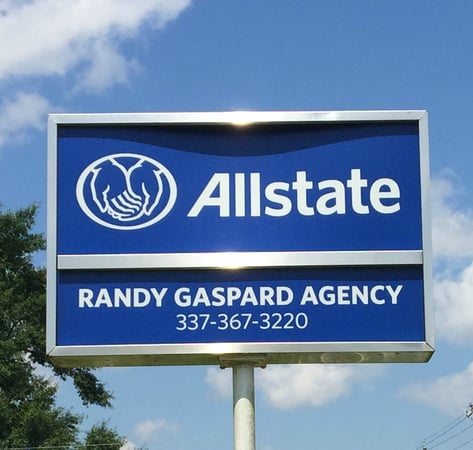 Allstate
RANDY GASPARD AGENCY
337-367-3220